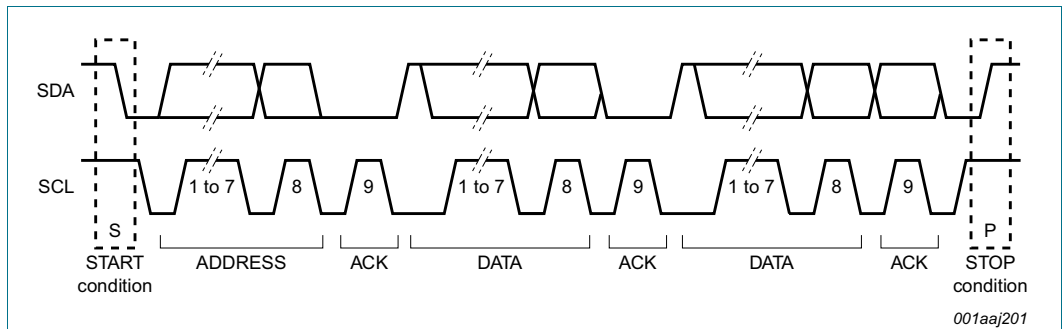 SDA
SCL
1 to 7 8 9 1 to 7 8 9 1 to 7 8 9
S P
START condition ADDRESS ACK DATA ACK DATA ACK STOP condition
001aaj201